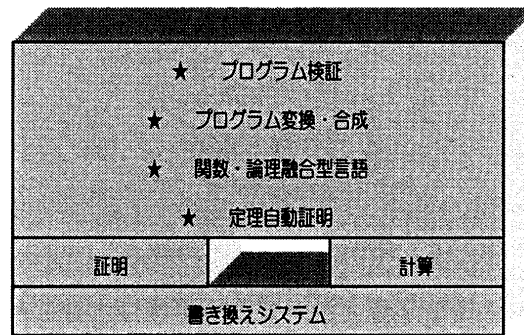 ★ プログラム検証
★ プログラム変換・合成
★ 関数・論理融合型言語
★ 定理自動証明
証明 計算
書き換えシステム